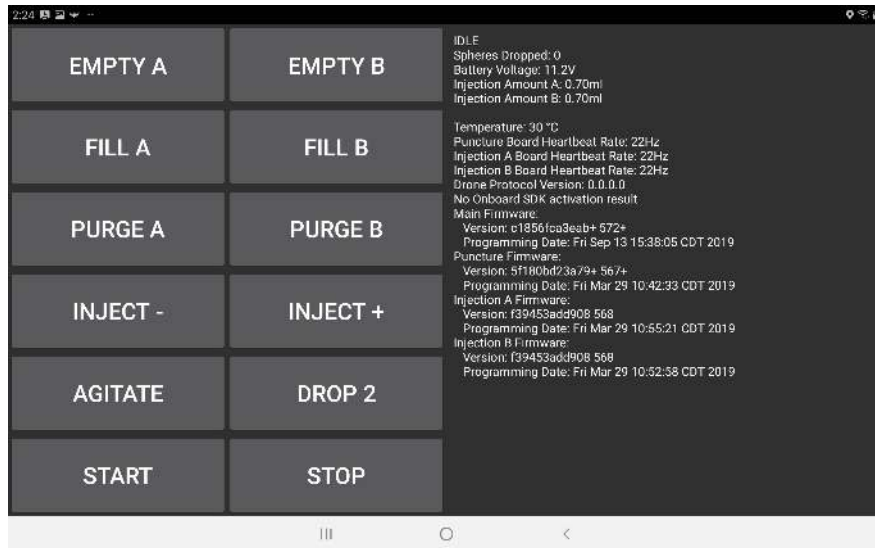 2:24
EMPTY A
EMPTY B
FILL A
FILL B
PURGE A
PURGE B
INJECT -
INJECT +
AGITATE
DROP 2
START
STOP
IDLE
Spheres Dropped: 0
Battery Voltage: 11.2V
Injection Amount A: 0.70ml
Injection Amount B: 0.70ml
Temperature: 30 °C
Puncture Board Heartbeat Rate: 22Hz
Injection A Board Heartbeat Rate: 22Hz
Injection B Board Heartbeat Rate: 22Hz
Drone Protocol Version: 0.0.0.0
No Onboard SDK activation result
Main Firmware:
Version: c1856fca3eab+ 572+
Programming Date: Fri Sep 13 15:38:05 CDT 2019
Puncture Firmware:
Version: 5f180bd23a79+ 567+
Programming Date: Fri Mar 29 10:42:33 CDT 2019
Injection A Firmware:
Version: f39453add908 568
Programming Date: Fri Mar 29 10:55:21 CDT 2019
Injection B Firmware:
Version: f39453add908 568
Programming Date: Fri Mar 29 10:52:58 CDT 2019